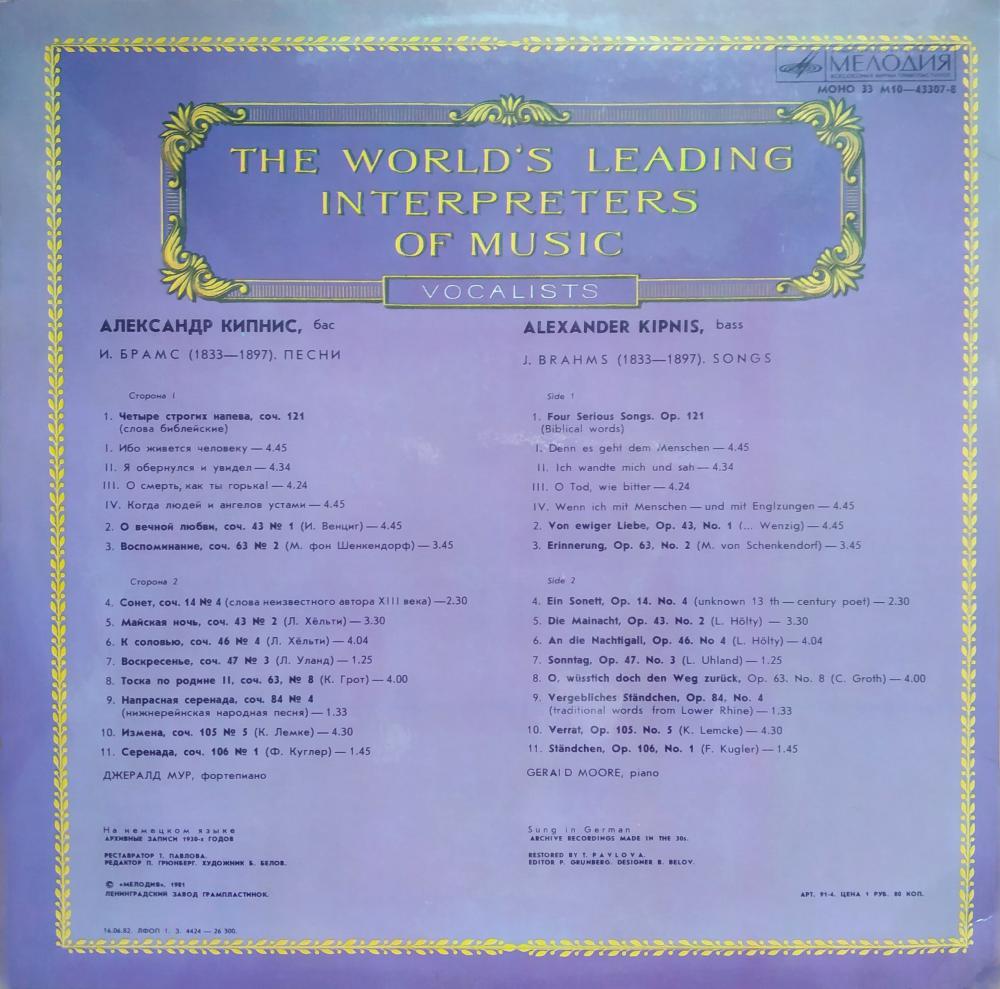 МЕЛОДИЯ
ВСЕСОЮЗНАЯ ФИРМА ГРАМПЛАСТИНОК
МОНО 33 М10—43307-8
THE WORLD'S LEADING
INTERPRETERS
OF MUSIC
VOCALISTS
АЛЕКСАНДР КИПНИС, бас
И. БРАМС (1833—1897). ПЕСНИ
Сторона 1
1. Четыре строгих напева, соч. 121
(слова библейские)
I. Ибо живется человеку — 4.45
II. Я обернулся и увидел — 4.34
III. О смерть, как ты горька! — 4.24
IV. Когда людей и ангелов устами — 4.45
2. О вечной любви, соч. 43 № 1 (И. Венциг) — 4.45
3. Воспоминание, соч. 63 № 2 (М. фон Шенкендорф) — 3.45
Сторона 2
4. Сонет, соч. 14 № 4 (слова неизвестного автора XIII века) —2.30
5. Майская ночь, соч. 43 № 2 (Л. Хёльти) — 3.30
6. К соловью, соч. 46 № 4 (Л. Хёльти) — 4.04
7. Воскресенье, соч. 47 № 3 (Л. Уланд) — 1.25
8. Тоска по родине II, соч. 63, № 8 (К. Грот) — 4.00
9. Напрасная серенада, соч. 84 № 4
(нижнерейнская народная песня) — 1.33
10. Измена, соч. 105 № 5 (К. Лемке) — 4.30
11. Серенада, соч. 106 № 1 (Ф. Куглер) — 1.45
ДЖЕРАЛД МУР, фортепиано
На немецком языке
АРХИВНЫЕ ЗАПИСИ 1930-х ГОДОВ
РЕСТАВРАТОР Т. ПАВЛОВА.
РЕДАКТОР П. ГРЮНБЕРГ. ХУДОЖНИК Б. БЕЛОВ.
© «МЕЛОДИЯ», 1981
ЛЕНИНГРАДСКИЙ ЗАВОД ГРАМПЛАСТИНОК.
16.06.82. ЛФОП 1. З. 4424 — 26 300.
ALEXANDER KIPNIS, bass
J. BRAHMS (1833—1897). SONGS
Side 1
1. Four Serious Songs. Op. 121
(Biblical words)
I. Denn es geht dem Menschen — 4.45
II. Ich wandte mich und sah — 4.34
III. O Tod, wie bitter — 4.24
IV. Wenn ich mit Menschen — und mit Englzungen — 4.45
2. Von ewiger Liebe, Op. 43, No. 1 (... Wenzig) — 4.45
3. Erinnerung, Op. 63, No. 2 (M. von Schenkendorf) — 3.45
Side 2
4. Ein Sonett, Op. 14. No. 4 (unknown 13 th — century poet) — 2.30
5. Die Mainacht, Op. 43. No. 2 (L. Hölty) — 3.30
6. An die Nachtigall, Op. 46. No 4 (L. Hölty) — 4.04
7. Sonntag, Op. 47. No. 3 (L. Uhland) — 1.25
8. O, wüsstich doch den Weg zurück, Op. 63. No. 8 (C. Groth) — 4.00
9. Vergebliches Ständchen, Op. 84, No. 4
(traditional words from Lower Rhine) — 1.33
10. Verrat, Op. 105. No. 5 (K. Lemcke) — 4.30
11. Ständchen, Op. 106, No. 1 (F. Kugler) — 1.45
GERALD MOORE, piano
Sung in German
ARCHIVE RECORDINGS MADE IN THE 30s.
RESTORED BY T. PAVLOVA.
EDITOR P. GRUNBERG. DESIGNER B. BELOV.
АРТ. 91-4. ЦЕНА 1 РУБ. 80 КОП.